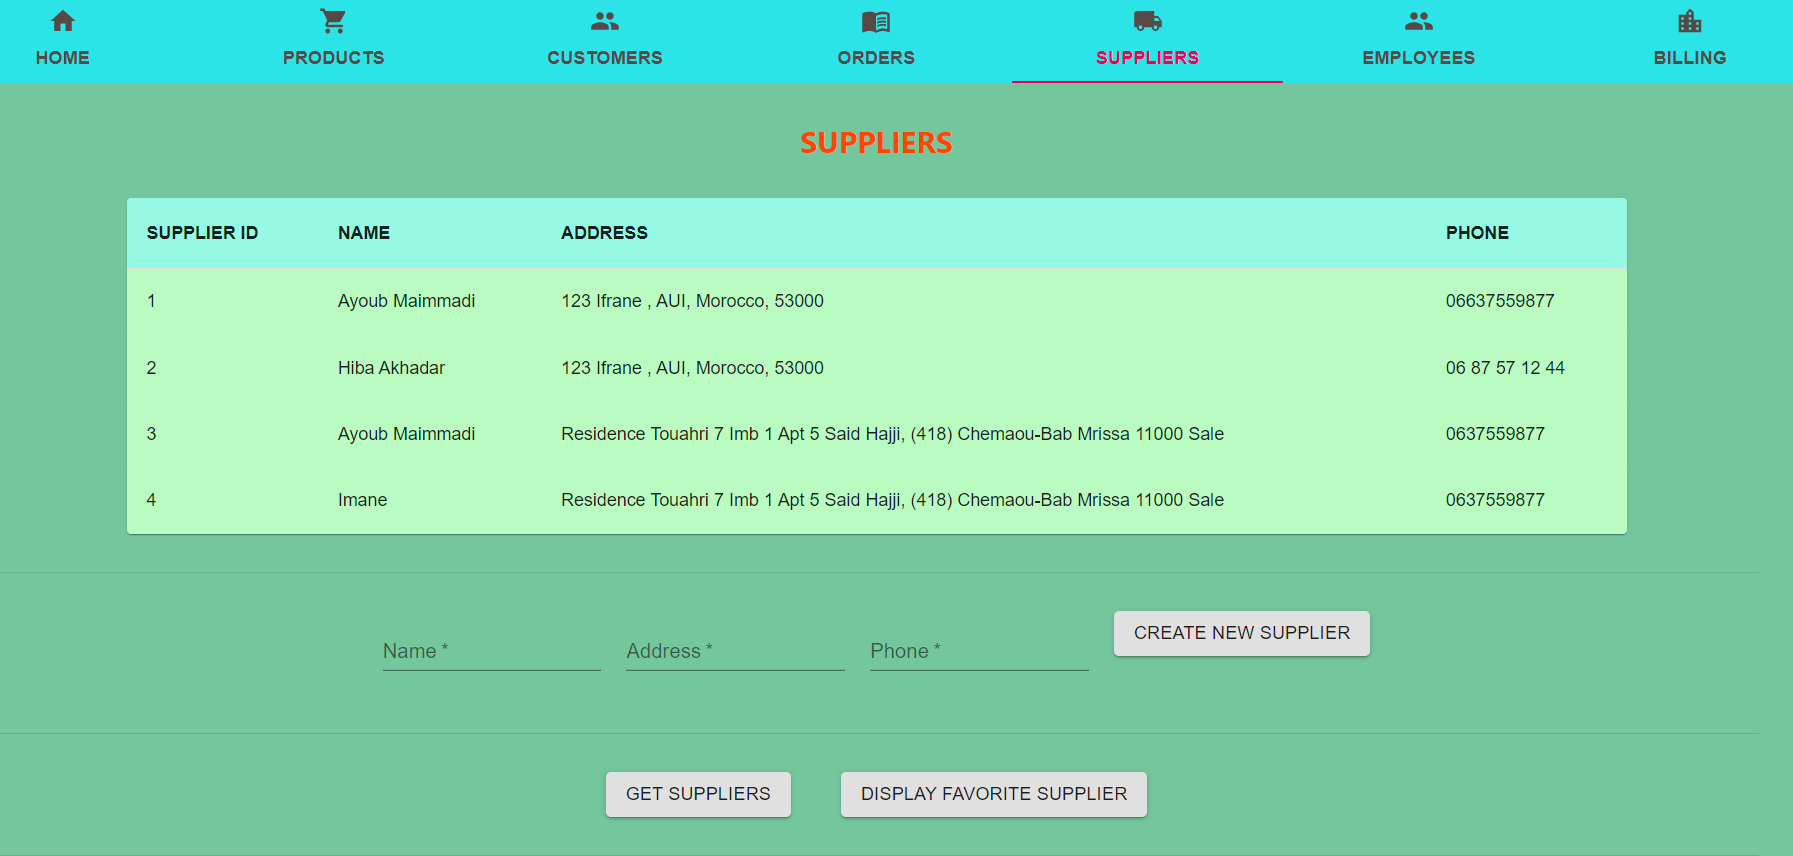 HOME PRODUCTS CUSTOMERS ORDERS SUPPLIERS EMPLOYEES BILLING
SUPPLIERS
SUPPLIER ID NAME ADDRESS PHONE
1 Ayoub Maimmadi 123 Ifrane , AUI, Morocco, 53000 06637559877
2 Hiba Akhadar 123 Ifrane , AUI, Morocco, 53000 06 87 57 12 44
3 Ayoub Maimmadi Residence Touahri 7 Imb 1 Apt 5 Said Hajji, (418) Chemaou-Bab Mrissa 11000 Sale 0637559877
4 Imane Residence Touahri 7 Imb 1 Apt 5 Said Hajji, (418) Chemaou-Bab Mrissa 11000 Sale 0637559877
Name * Address * Phone * CREATE NEW SUPPLIER
GET SUPPLIERS DISPLAY FAVORITE SUPPLIER